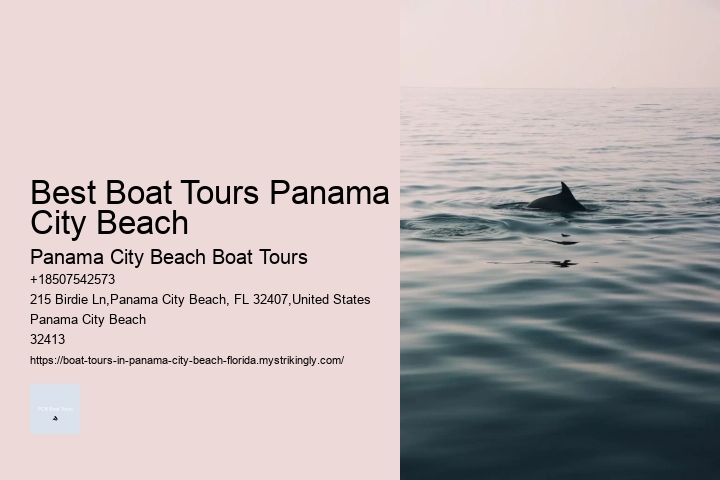 Best Boat Tours Panama
City Beach
Panama City Beach Boat Tours
+18507542573
215 Birdie Ln,Panama City Beach, FL 32407,United States
Panama City Beach
32413
https://boat-tours-in-panama-city-beach-florida.mystrikingly.com/